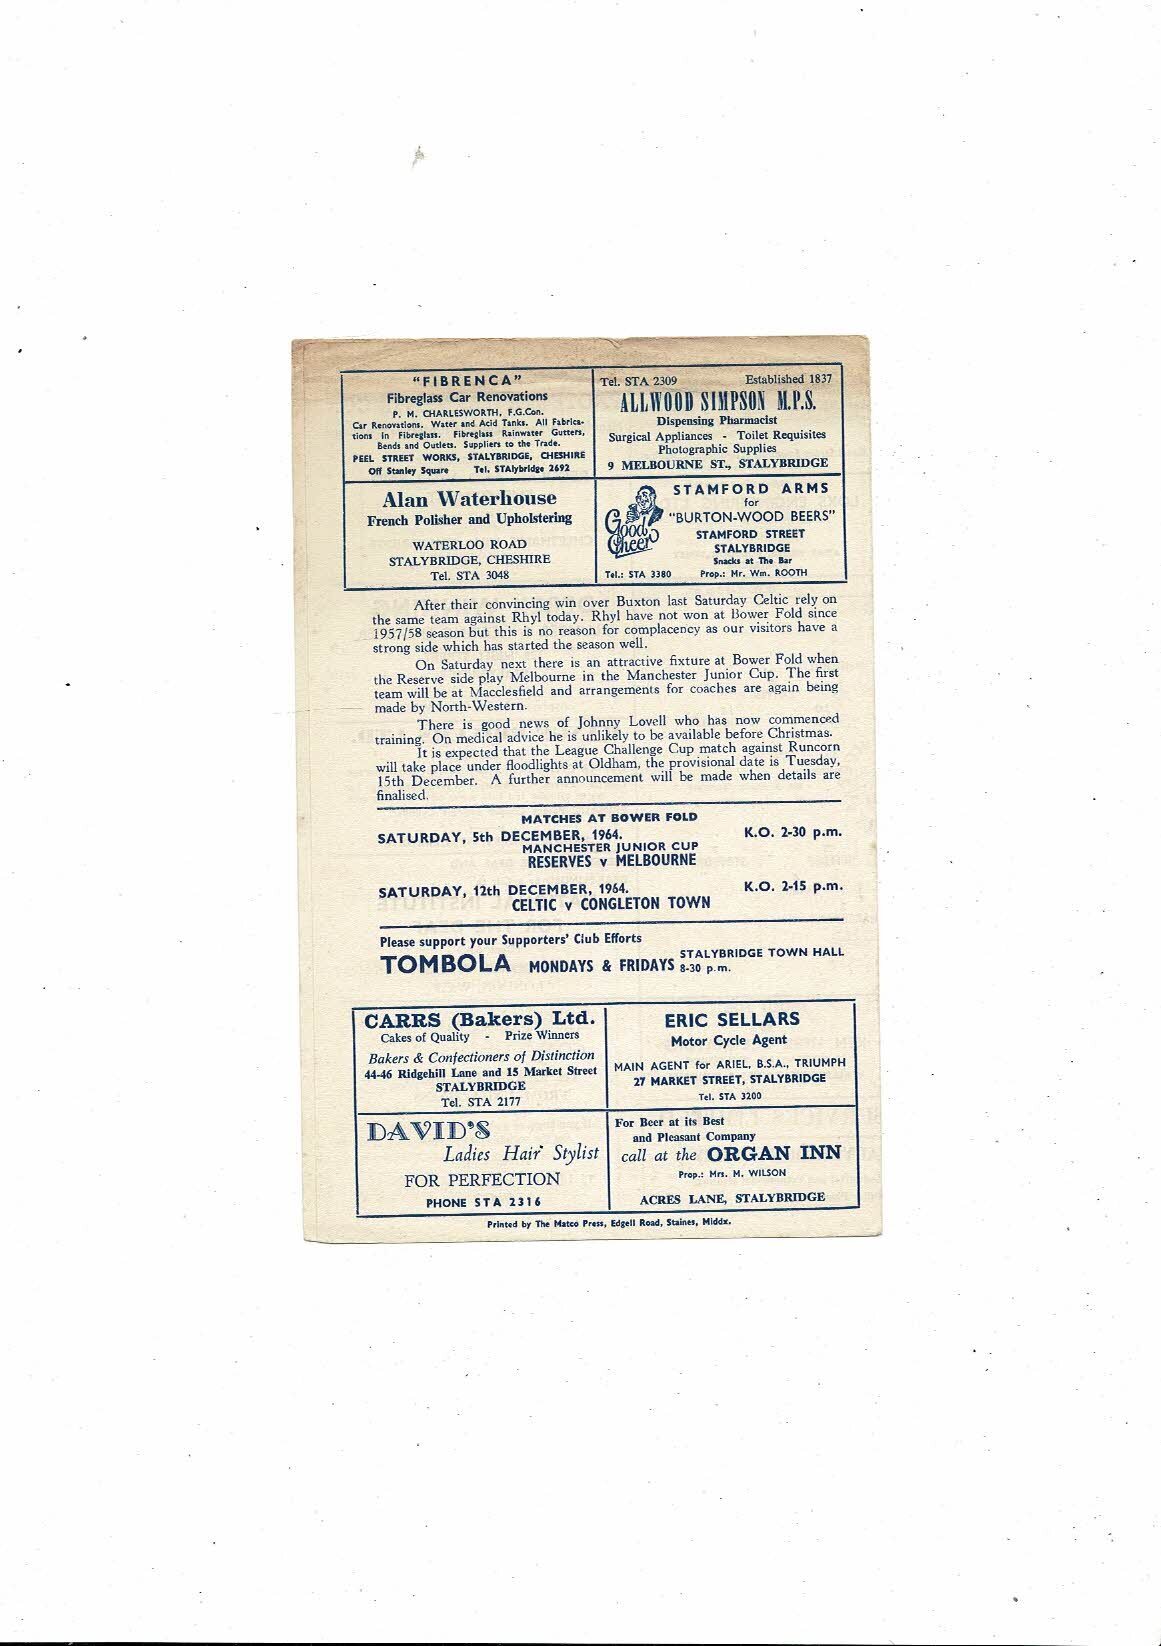 "FIBRENCA"
Fibreglass Car Renovations
P. M. CHARLESWORTH, F.G.Con.
Car Renovations. Water and Acid Tanks. All Fabrica-
tions in Fibreglass. Fibreglass Rainwater Gutters,
Bends and Outlets. Suppliers to the Trade.
PEEL STREET WORKS, STALYBRIDGE, CHESHIRE
Off Stanley Square Tel. STAlybridge 2692
Tel. STA 2309 Established 1837
ALLWOOD SIMPSON M.P.S.
Dispensing Pharmacist
Surgical Appliances - Toilet Requisites
Photographic Supplies
9 MELBOURNE ST., STALYBRIDGE
Alan Waterhouse
French Polisher and Upholstering
WATERLOO ROAD
STALYBRIDGE, CHESHIRE
Tel. STA 3048
Good
Cheer
STAMFORD ARMS
for
"BURTON-WOOD BEERS"
STAMFORD STREET
STALYBRIDGE
Snacks at The Bar
Tel.: STA 3380 Prop.: Mr. Wm. ROOTH
After their convincing win over Buxton last Saturday Celtic rely on
the same team against Rhyl today. Rhyl have not won at Bower Fold since
1957/58 season but this is no reason for complacency as our visitors have a
strong side which has started the season well.
On Saturday next there is an attractive fixture at Bower Fold when
the Reserve side play Melbourne in the Manchester Junior Cup. The first
team will be at Macclesfield and arrangements for coaches are again being
made by North-Western.
There is good news of Johnny Lovell who has now commenced
training. On medical advice he is unlikely to be available before Christmas.
It is expected that the League Challenge Cup match against Runcorn
will take place under floodlights at Oldham, the provisional date is Tuesday,
15th December. A further announcement will be made when details are
finalised.
MATCHES AT BOWER FOLD
SATURDAY, 5th DECEMBER, 1964. K.O. 2-30 p.m.
MANCHESTER JUNIOR CUP
RESERVES v MELBOURNE
SATURDAY, 12th DECEMBER, 1964. K.O. 2-15 p.m.
CELTIC v CONGLETON TOWN
Please support your Supporters' Club Efforts
TOMBOLA MONDAYS & FRIDAYS STALYBRIDGE TOWN HALL
8-30 p.m.
CARRS (Bakers) Ltd.
Cakes of Quality - Prize Winners
Bakers & Confectioners of Distinction
44-46 Ridgehill Lane and 15 Market Street
STALYBRIDGE
Tel. STA 2177
ERIC SELLARS
Motor Cycle Agent
MAIN AGENT for ARIEL, B.S.A., TRIUMPH
27 MARKET STREET, STALYBRIDGE
Tel. STA 3200
DAVID'S
Ladies Hair Stylist
FOR PERFECTION
PHONE STA 2316
For Beer at its Best
and Pleasant Company
call at the ORGAN INN
Prop.: Mrs. M. WILSON
ACRES LANE, STALYBRIDGE
Printed by The Matco Press, Edgell Road, Staines, Middx.